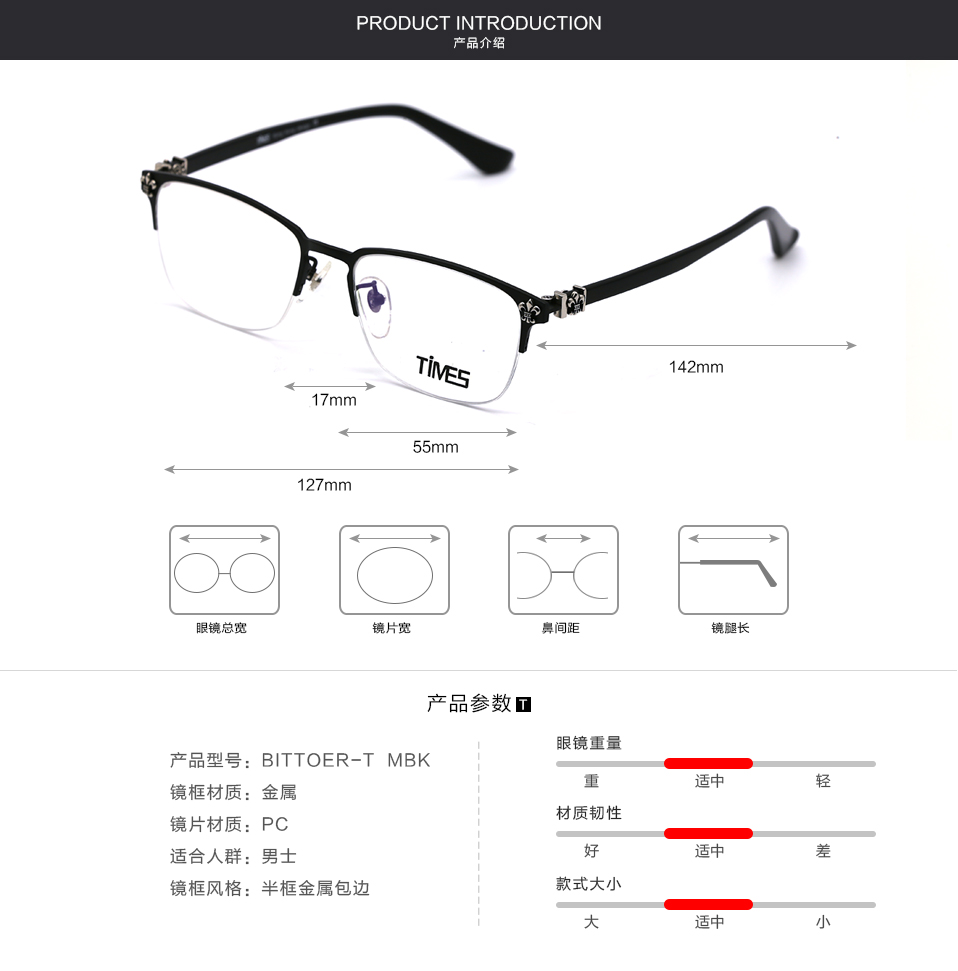 PRODUCT INTRODUCTION
产品介绍
TiMES
142mm
17mm
55mm
127mm
眼镜总宽
镜片宽
鼻间距
镜腿长
产品参数 T
产品型号：BITTOER-T MBK
镜框材质：金属
镜片材质：PC
适合人群：男士
镜框风格：半框金属包边
眼镜重量
重 适中 轻
材质韧性
好 适中 差
款式大小
大 适中 小